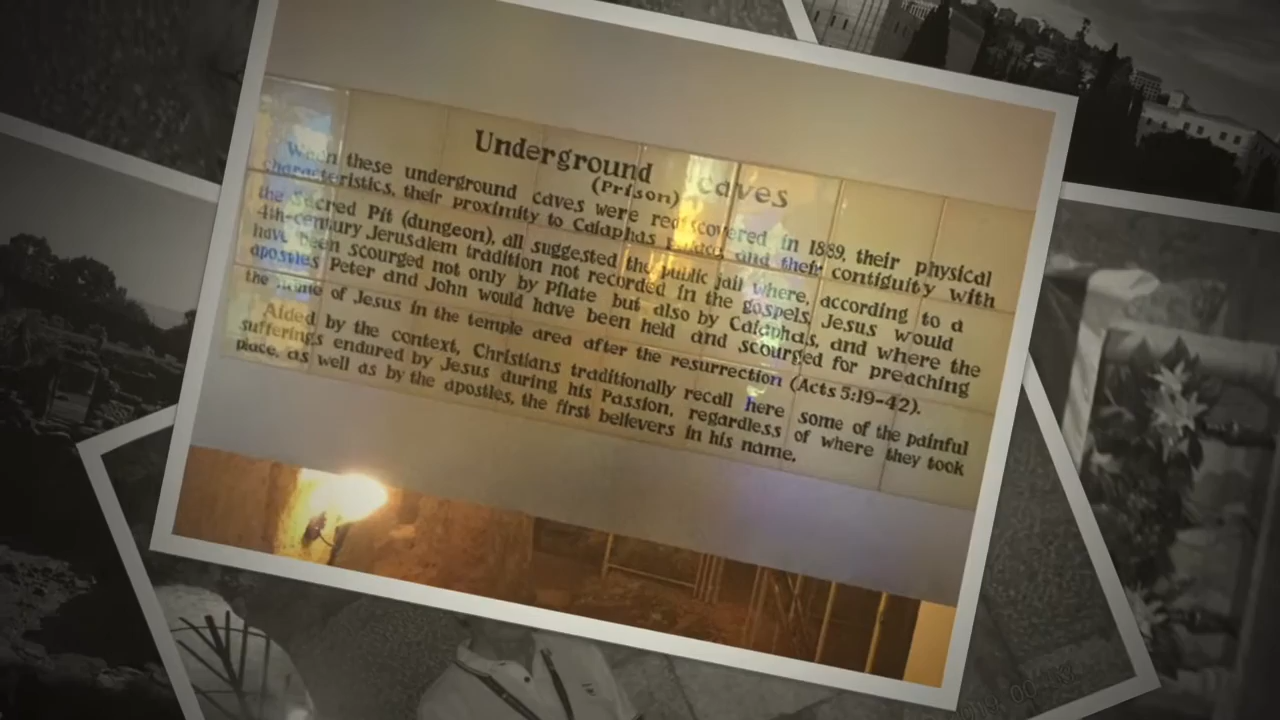 Underground caves
(Prison)
When these underground caves were rediscovered in 1889, their physical
characteristics, their proximity to Caiaphas palace, and their contiguity with
the Sacred Pit (dungeon), all suggested the public jail where, according to a
4th-century Jerusalem tradition not recorded in the gospels, Jesus would
have been scourged not only by Pilate but also by Caiaphas, and where the
apostles Peter and John would have been held and scourged for preaching
the name of Jesus in the temple area after the resurrection (Acts 5:19-42).
Aided by the context, Christians traditionally recall here some of the painful
sufferings endured by Jesus during his Passion, regardless of where they took
place, as well as by the apostles, the first believers in his name.